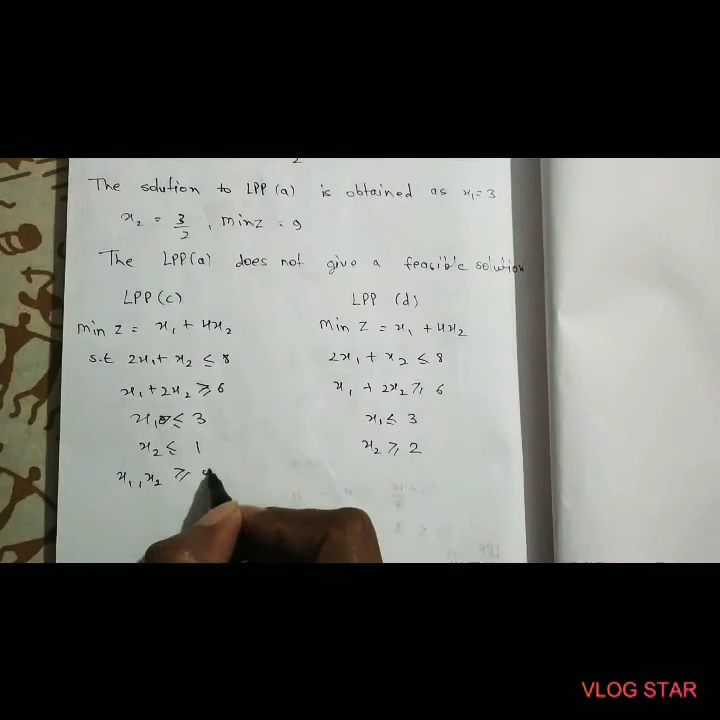 2
The solution to LPP (a) is obtained as x₁ = 3
x₂ = 3/2 , min z = 9
The LPP(a) does not give a feasible solution
LPP (c)
min Z = x₁ + 4x₂
s.t 2x₁ + x₂ ≤ 8
x₁ + 2x₂ ≥ 6
x₁ ≤ 3
x₂ ≤ 1
x₁, x₂ ≥
LPP (d)
min Z = x₁ + 4x₂
2x₁ + x₂ ≤ 8
x₁ + 2x₂ ≥ 6
x₁ ≤ 3
x₂ ≥ 2
VLOG STAR